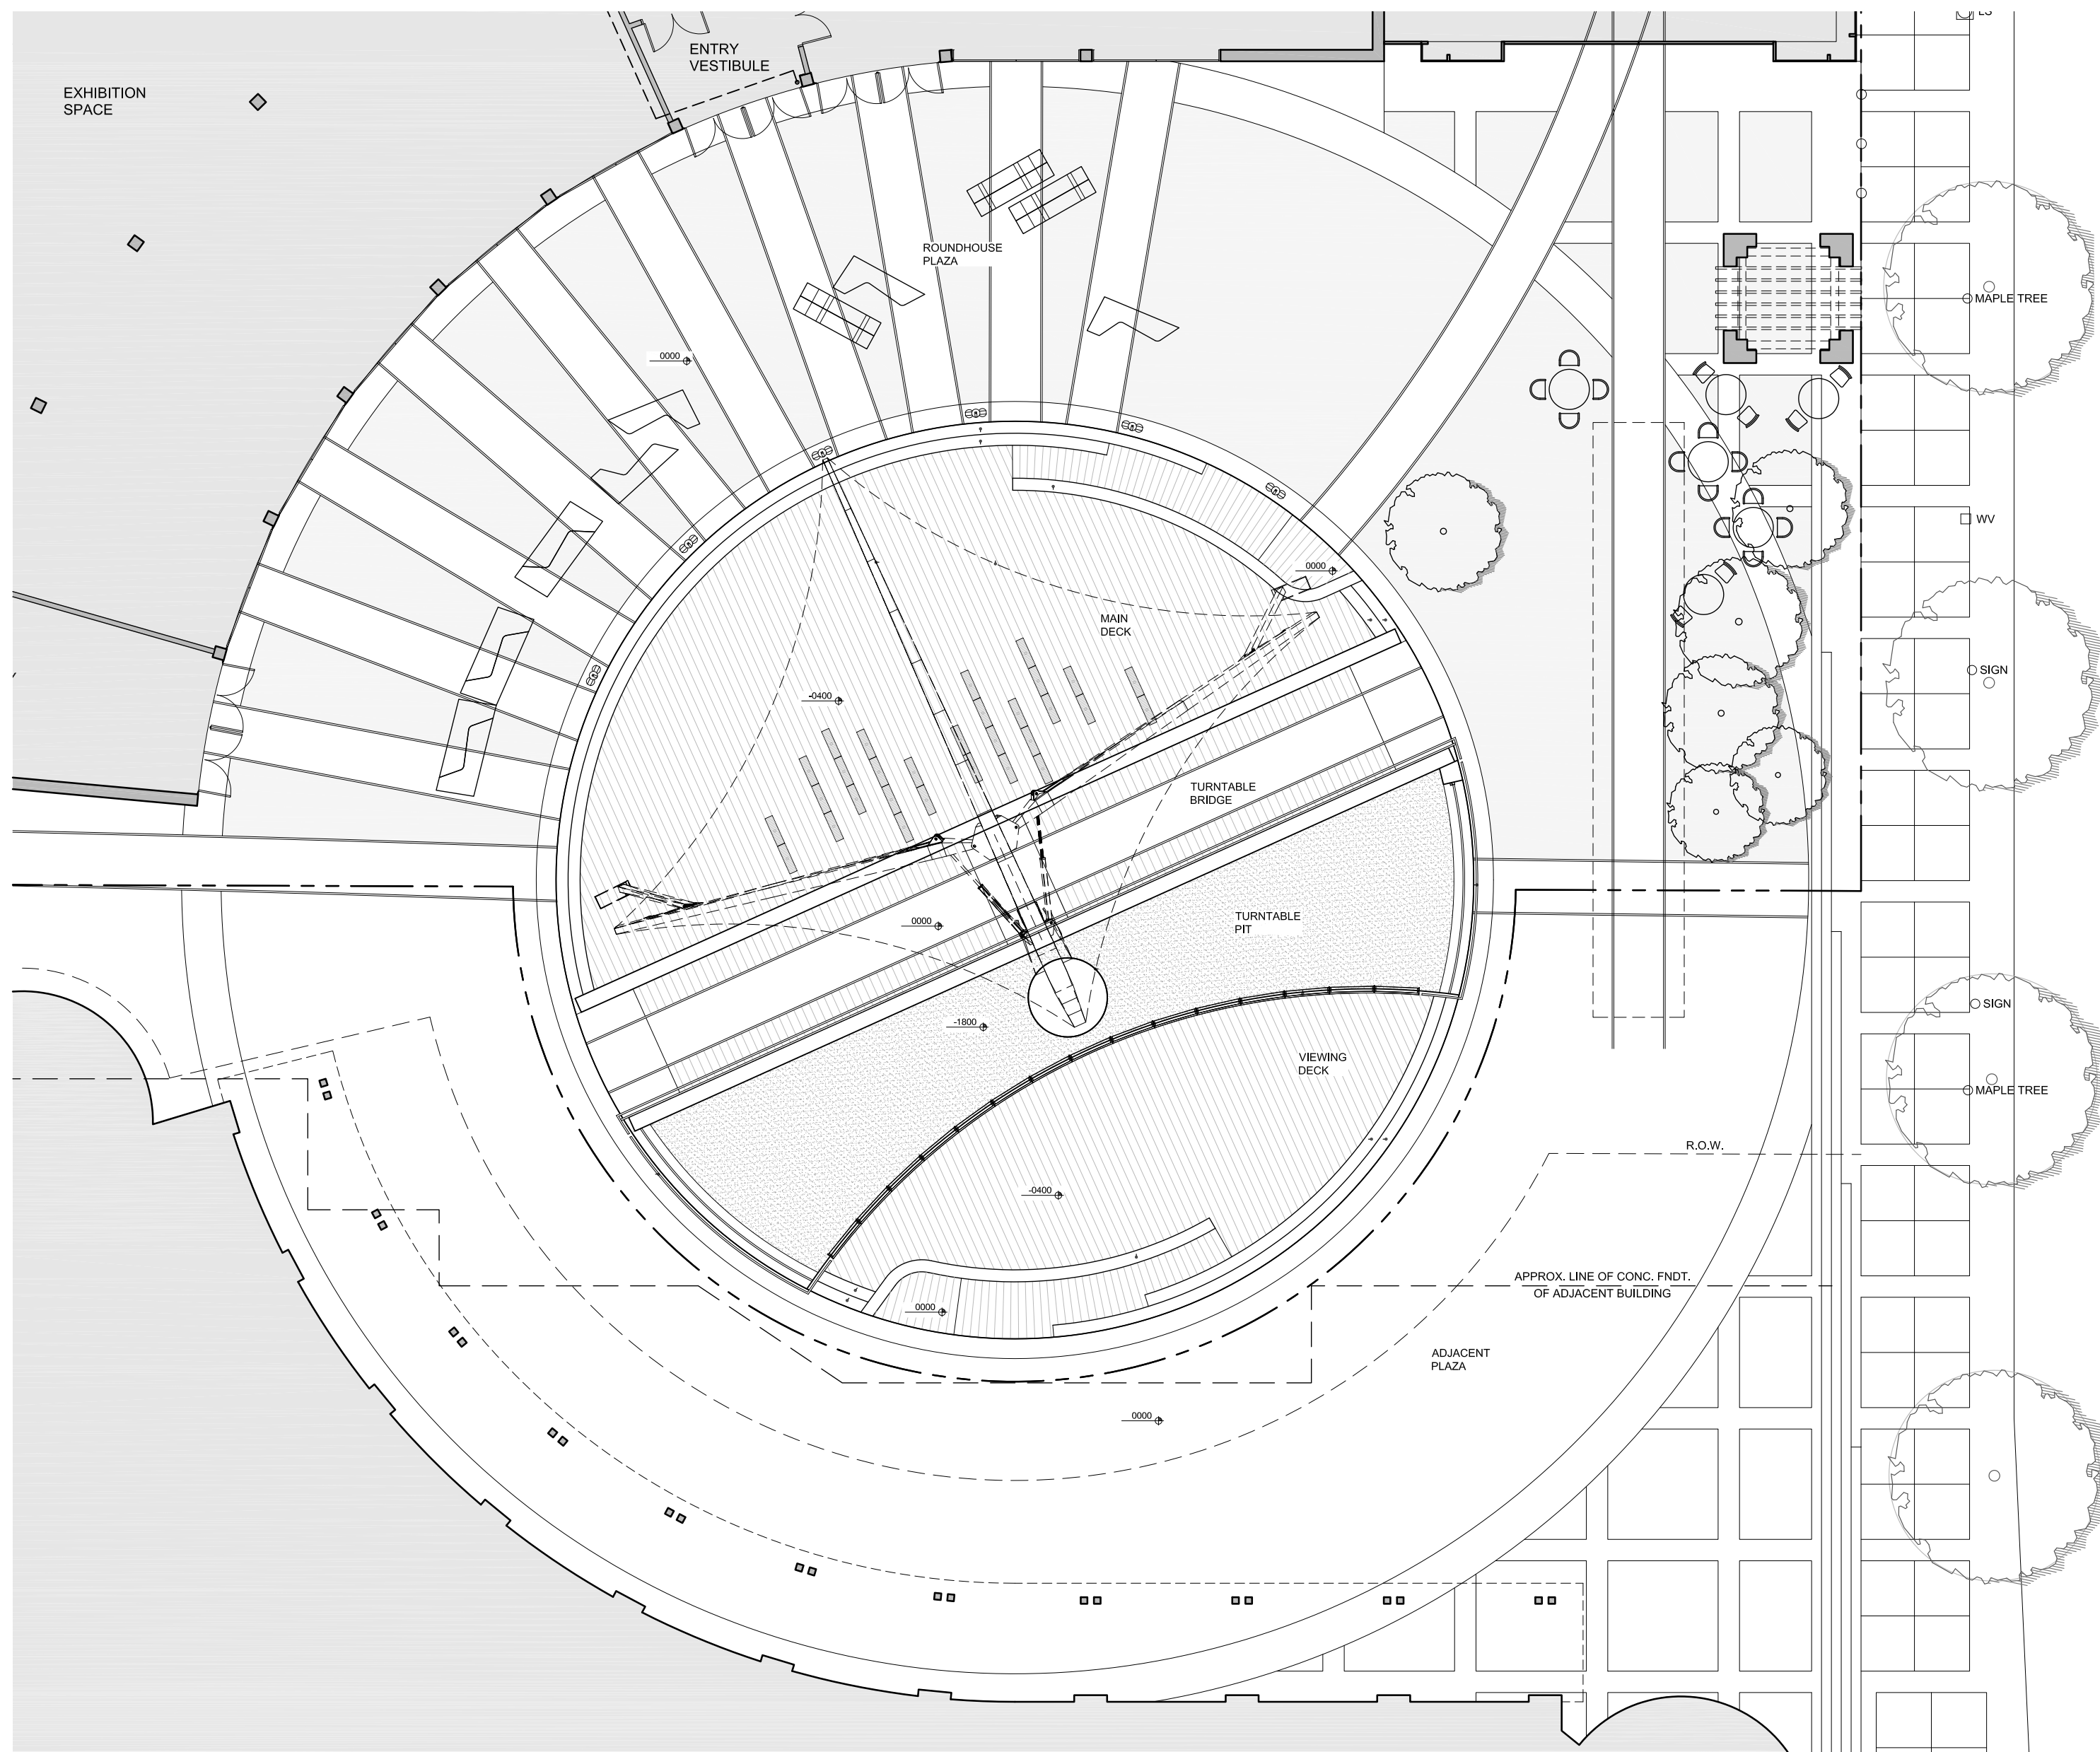 LS
ENTRY
VESTIBULE
EXHIBITION
SPACE
ROUNDHOUSE
PLAZA
MAPLE TREE
0000
WV
0000
MAIN
DECK
SIGN
-0400
TURNTABLE
BRIDGE
TURNTABLE
PIT
0000
SIGN
-1800
VIEWING
DECK
MAPLE TREE
R.O.W.
-0400
APPROX. LINE OF CONC. FNDT.
OF ADJACENT BUILDING
0000
ADJACENT
PLAZA
0000